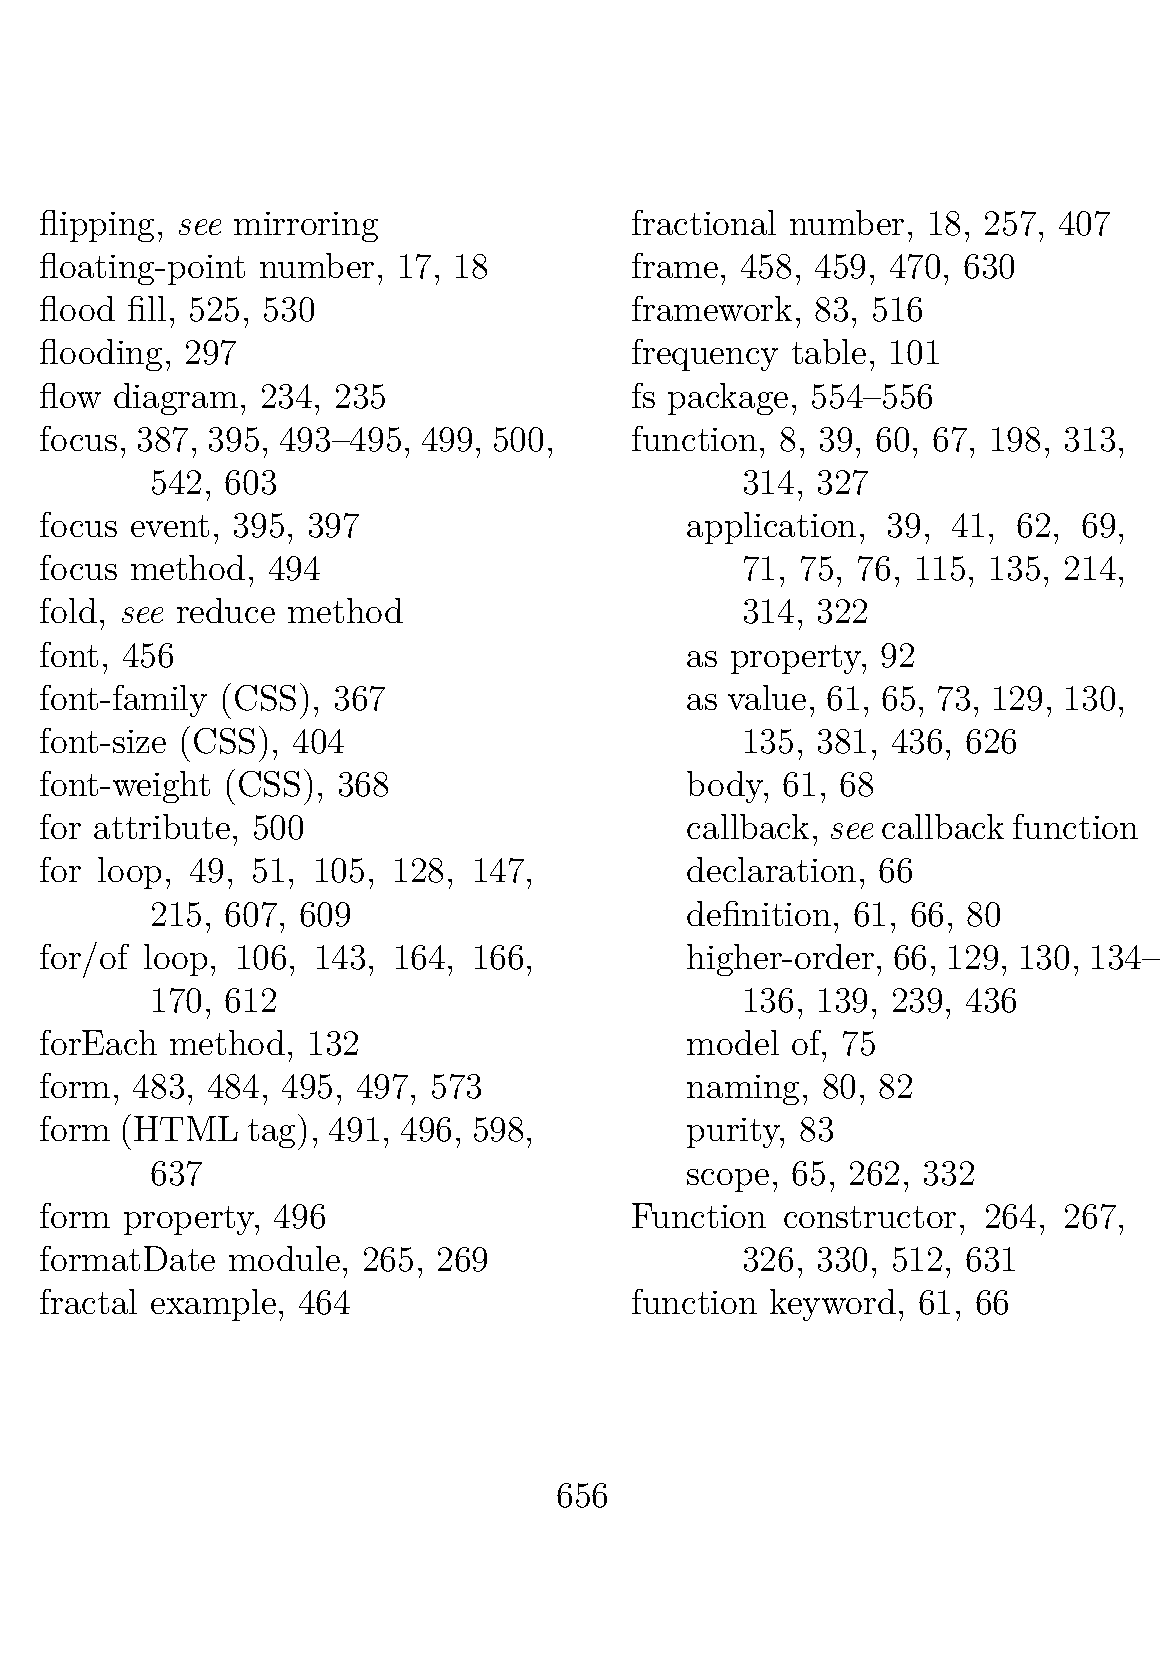 flipping, see mirroring
floating-point number, 17, 18
flood fill, 525, 530
flooding, 297
flow diagram, 234, 235
focus, 387, 395, 493–495, 499, 500,
542, 603
focus event, 395, 397
focus method, 494
fold, see reduce method
font, 456
font-family (CSS), 367
font-size (CSS), 404
font-weight (CSS), 368
for attribute, 500
for loop, 49, 51, 105, 128, 147,
215, 607, 609
for/of loop, 106, 143, 164, 166,
170, 612
forEach method, 132
form, 483, 484, 495, 497, 573
form (HTML tag), 491, 496, 598,
637
form property, 496
formatDate module, 265, 269
fractal example, 464
fractional number, 18, 257, 407
frame, 458, 459, 470, 630
framework, 83, 516
frequency table, 101
fs package, 554–556
function, 8, 39, 60, 67, 198, 313,
314, 327
application, 39, 41, 62, 69,
71, 75, 76, 115, 135, 214,
314, 322
as property, 92
as value, 61, 65, 73, 129, 130,
135, 381, 436, 626
body, 61, 68
callback, see callback function
declaration, 66
definition, 61, 66, 80
higher-order, 66, 129, 130, 134–
136, 139, 239, 436
model of, 75
naming, 80, 82
purity, 83
scope, 65, 262, 332
Function constructor, 264, 267,
326, 330, 512, 631
function keyword, 61, 66
656